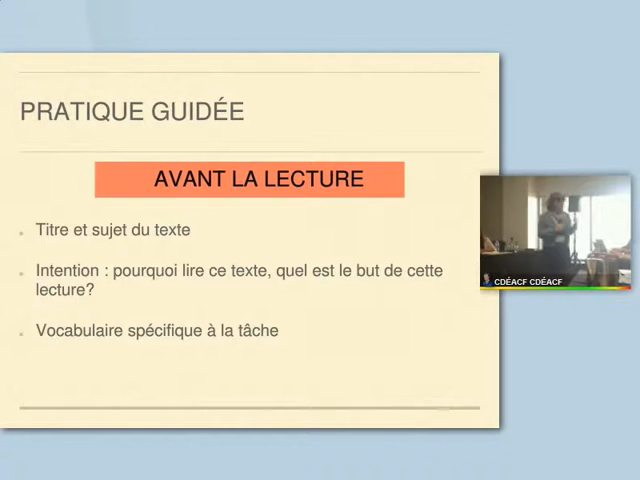 PRATIQUE GUIDÉE
AVANT LA LECTURE
Titre et sujet du texte
Intention : pourquoi lire ce texte, quel est le but de cette
lecture?
Vocabulaire spécifique à la tâche
CDÉACF CDÉACF